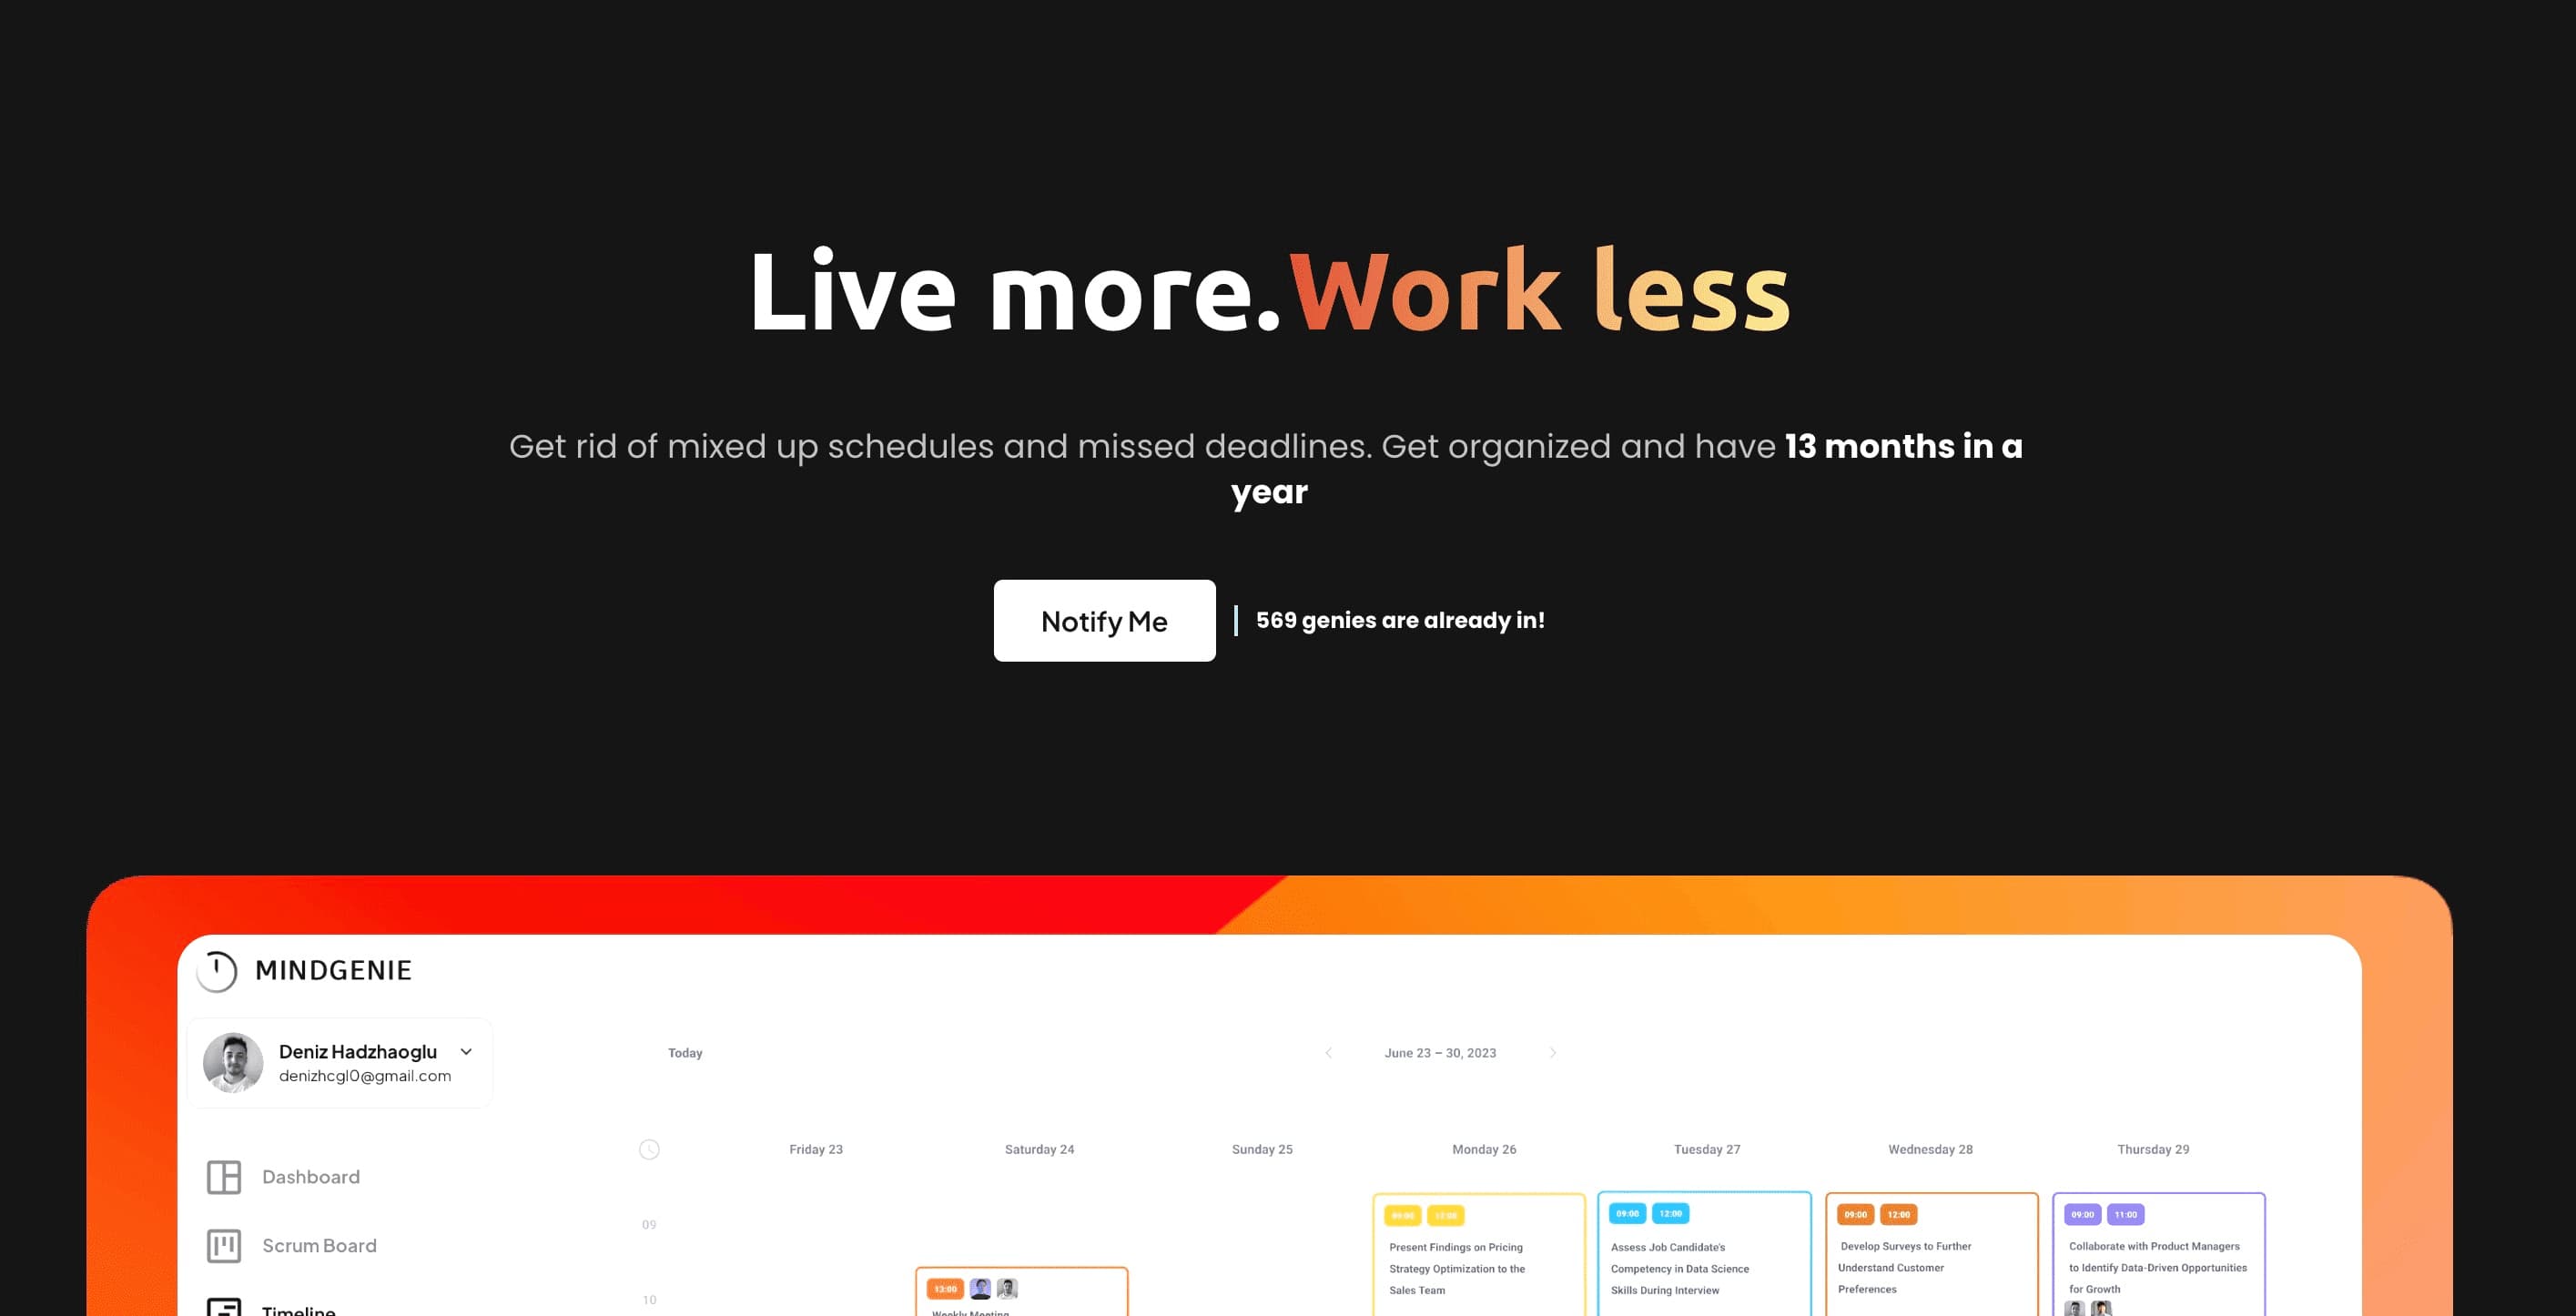 Live more. Work less
Get rid of mixed up schedules and missed deadlines. Get organized and have 13 months in a
year
Notify Me
569 genies are already in!
MINDGENIE
Deniz Hadzhaoglu
denizhcgl0@gmail.com
Today
June 23 – 30, 2023
Friday 23
Saturday 24
Sunday 25
Monday 26
Tuesday 27
Wednesday 28
Thursday 29
Dashboard
Scrum Board
Timeline
09
10
13:00
Weekly Meeting
09:00
Present Findings on Pricing
Strategy Optimization to the
Sales Team
09:00 12:00
Assess Job Candidate's
Competency in Data Science
Skills During Interview
09:00 12:00
Develop Surveys to Further
Understand Customer
Preferences
09:00 11:00
Collaborate with Product Managers
to Identify Data-Driven Opportunities
for Growth